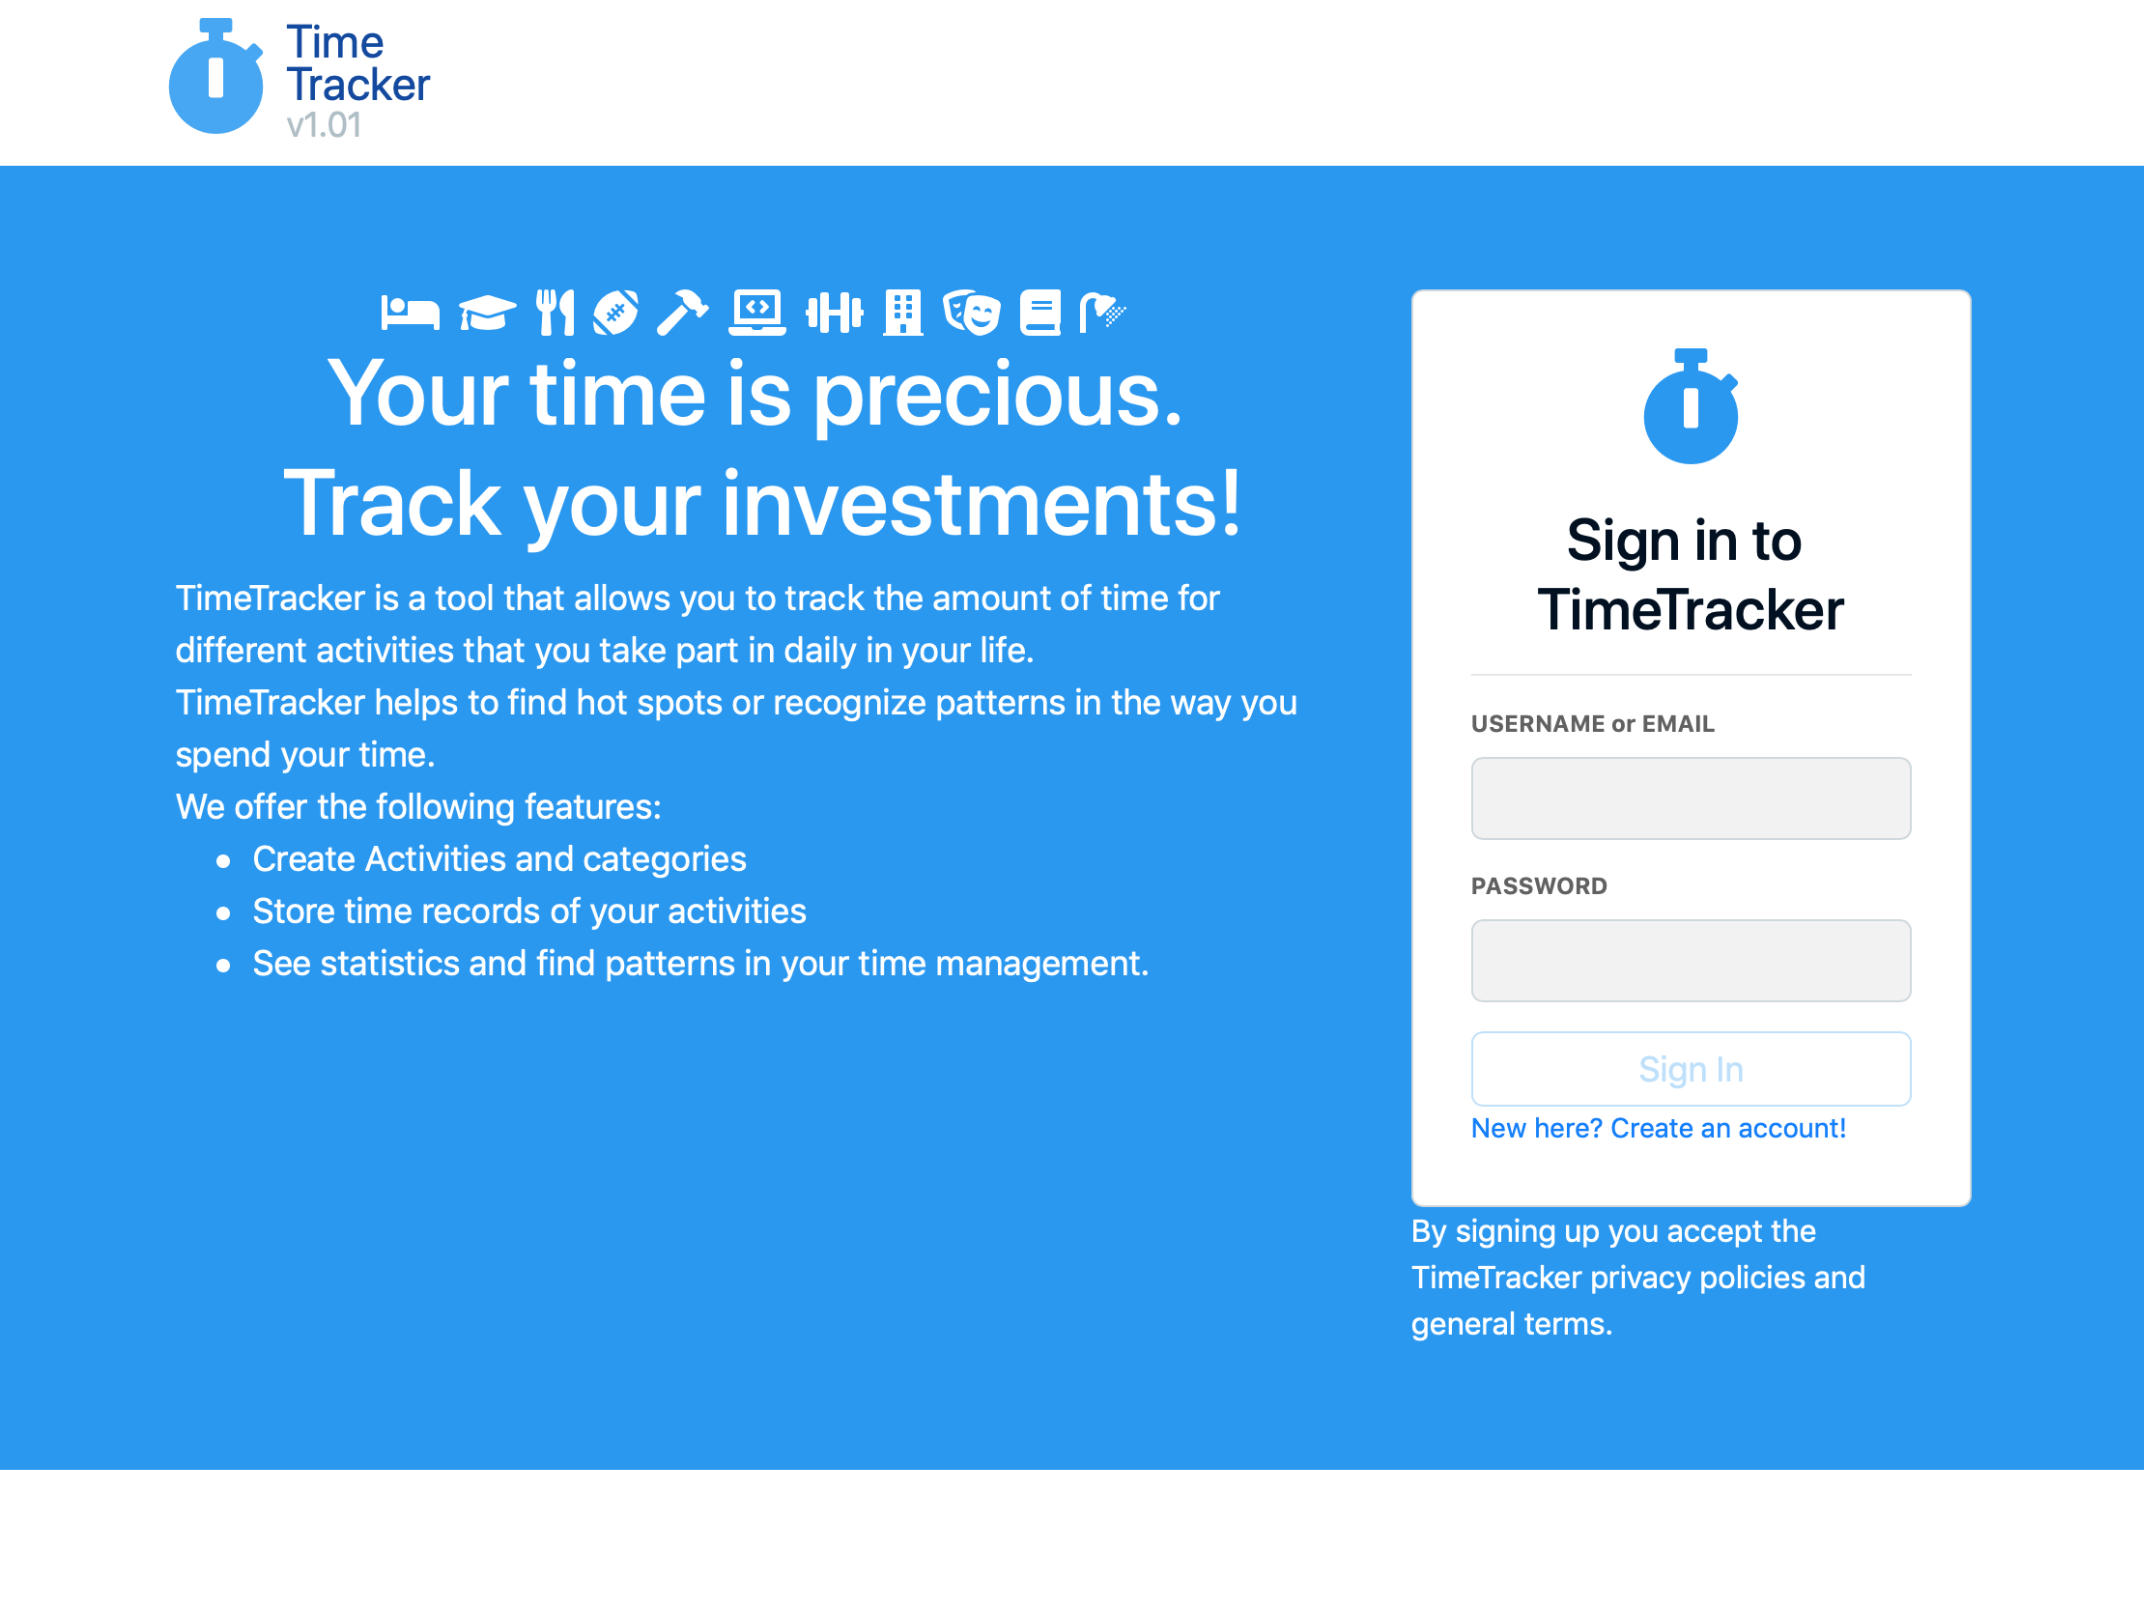 Time
Tracker
v1.01
Your time is precious.
Track your investments!
TimeTracker is a tool that allows you to track the amount of time for
different activities that you take part in daily in your life.
TimeTracker helps to find hot spots or recognize patterns in the way you
spend your time.
We offer the following features:
Create Activities and categories
Store time records of your activities
See statistics and find patterns in your time management.
Sign in to
TimeTracker
USERNAME or EMAIL
PASSWORD
Sign In
New here? Create an account!
By signing up you accept the
TimeTracker privacy policies and
general terms.